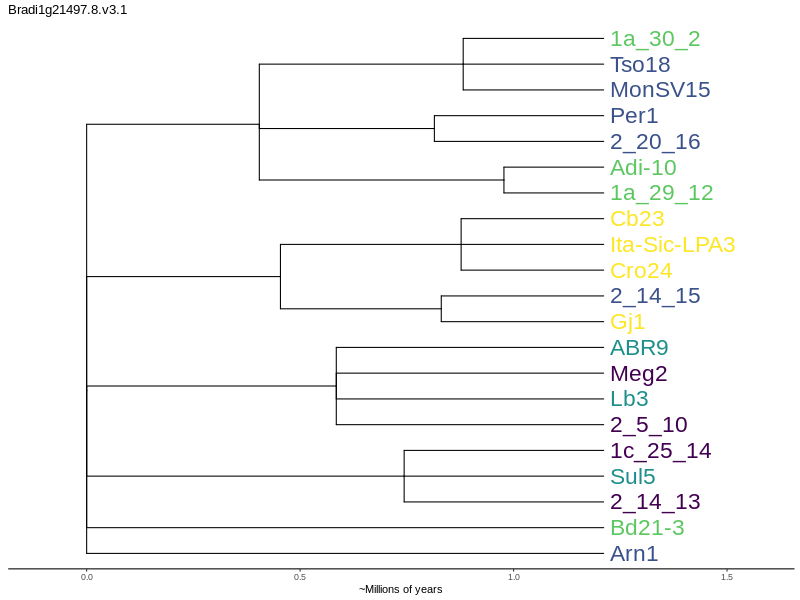 Bradi1g21497.8.v3.1
1a_30_2
Tso18
MonSV15
Per1
2_20_16
Adi-10
1a_29_12
Cb23
Ita-Sic-LPA3
Cro24
2_14_15
Gj1
ABR9
Meg2
Lb3
2_5_10
1c_25_14
Sul5
2_14_13
Bd21-3
Arn1
0.0 0.5 1.0 1.5
~Millions of years